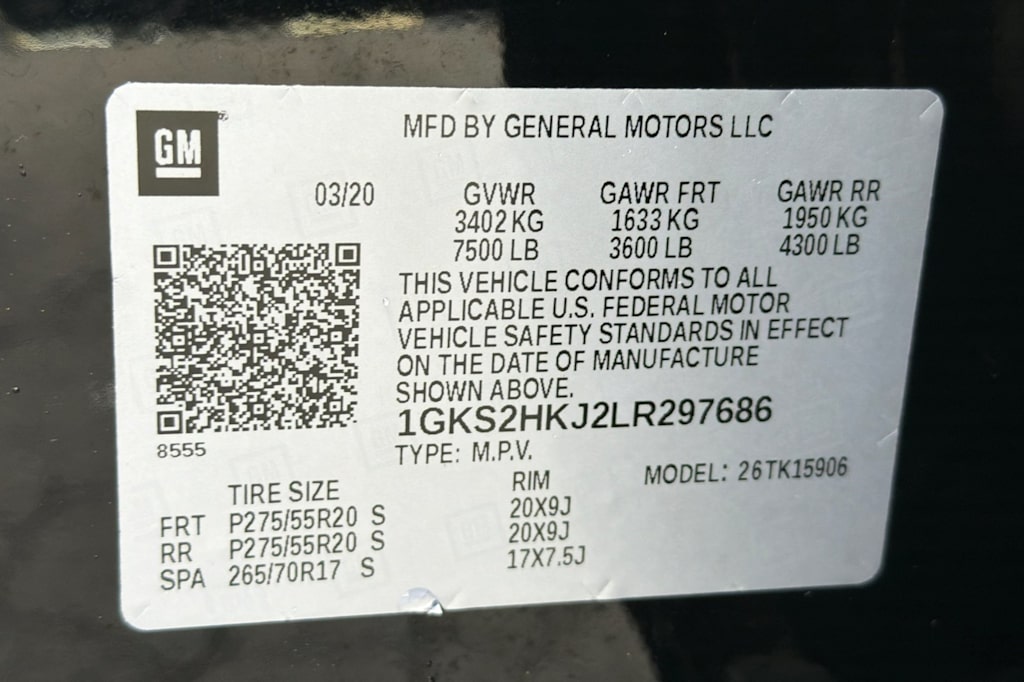 GM
MFD BY GENERAL MOTORS LLC
03/20 GVWR GAWR FRT GAWR RR
3402 KG 1633 KG 1950 KG
7500 LB 3600 LB 4300 LB
THIS VEHICLE CONFORMS TO ALL
APPLICABLE U.S. FEDERAL MOTOR
VEHICLE SAFETY STANDARDS IN EFFECT
ON THE DATE OF MANUFACTURE
SHOWN ABOVE.
1GKS2HKJ2LR297686
8555
TYPE: M.P.V.
MODEL: 26TK15906
TIRE SIZE RIM
FRT P275/55R20 S 20X9J
RR P275/55R20 S 20X9J
SPA 265/70R17 S 17X7.5J